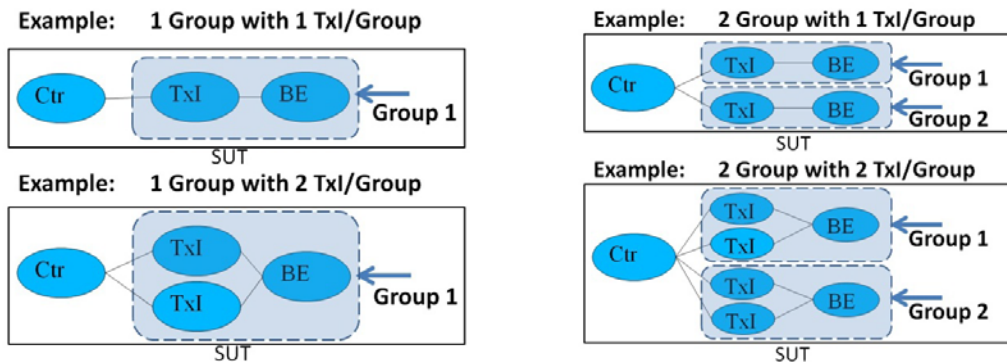 Example: 1 Group with 1 TxI/Group
Ctr
TxI
BE
Group 1
SUT
Example: 1 Group with 2 TxI/Group
Ctr
TxI
TxI
BE
Group 1
SUT
Example: 2 Group with 1 TxI/Group
Ctr
TxI
BE
Group 1
TxI
BE
Group 2
SUT
Example: 2 Group with 2 TxI/Group
Ctr
TxI
TxI
BE
Group 1
TxI
TxI
BE
Group 2
SUT